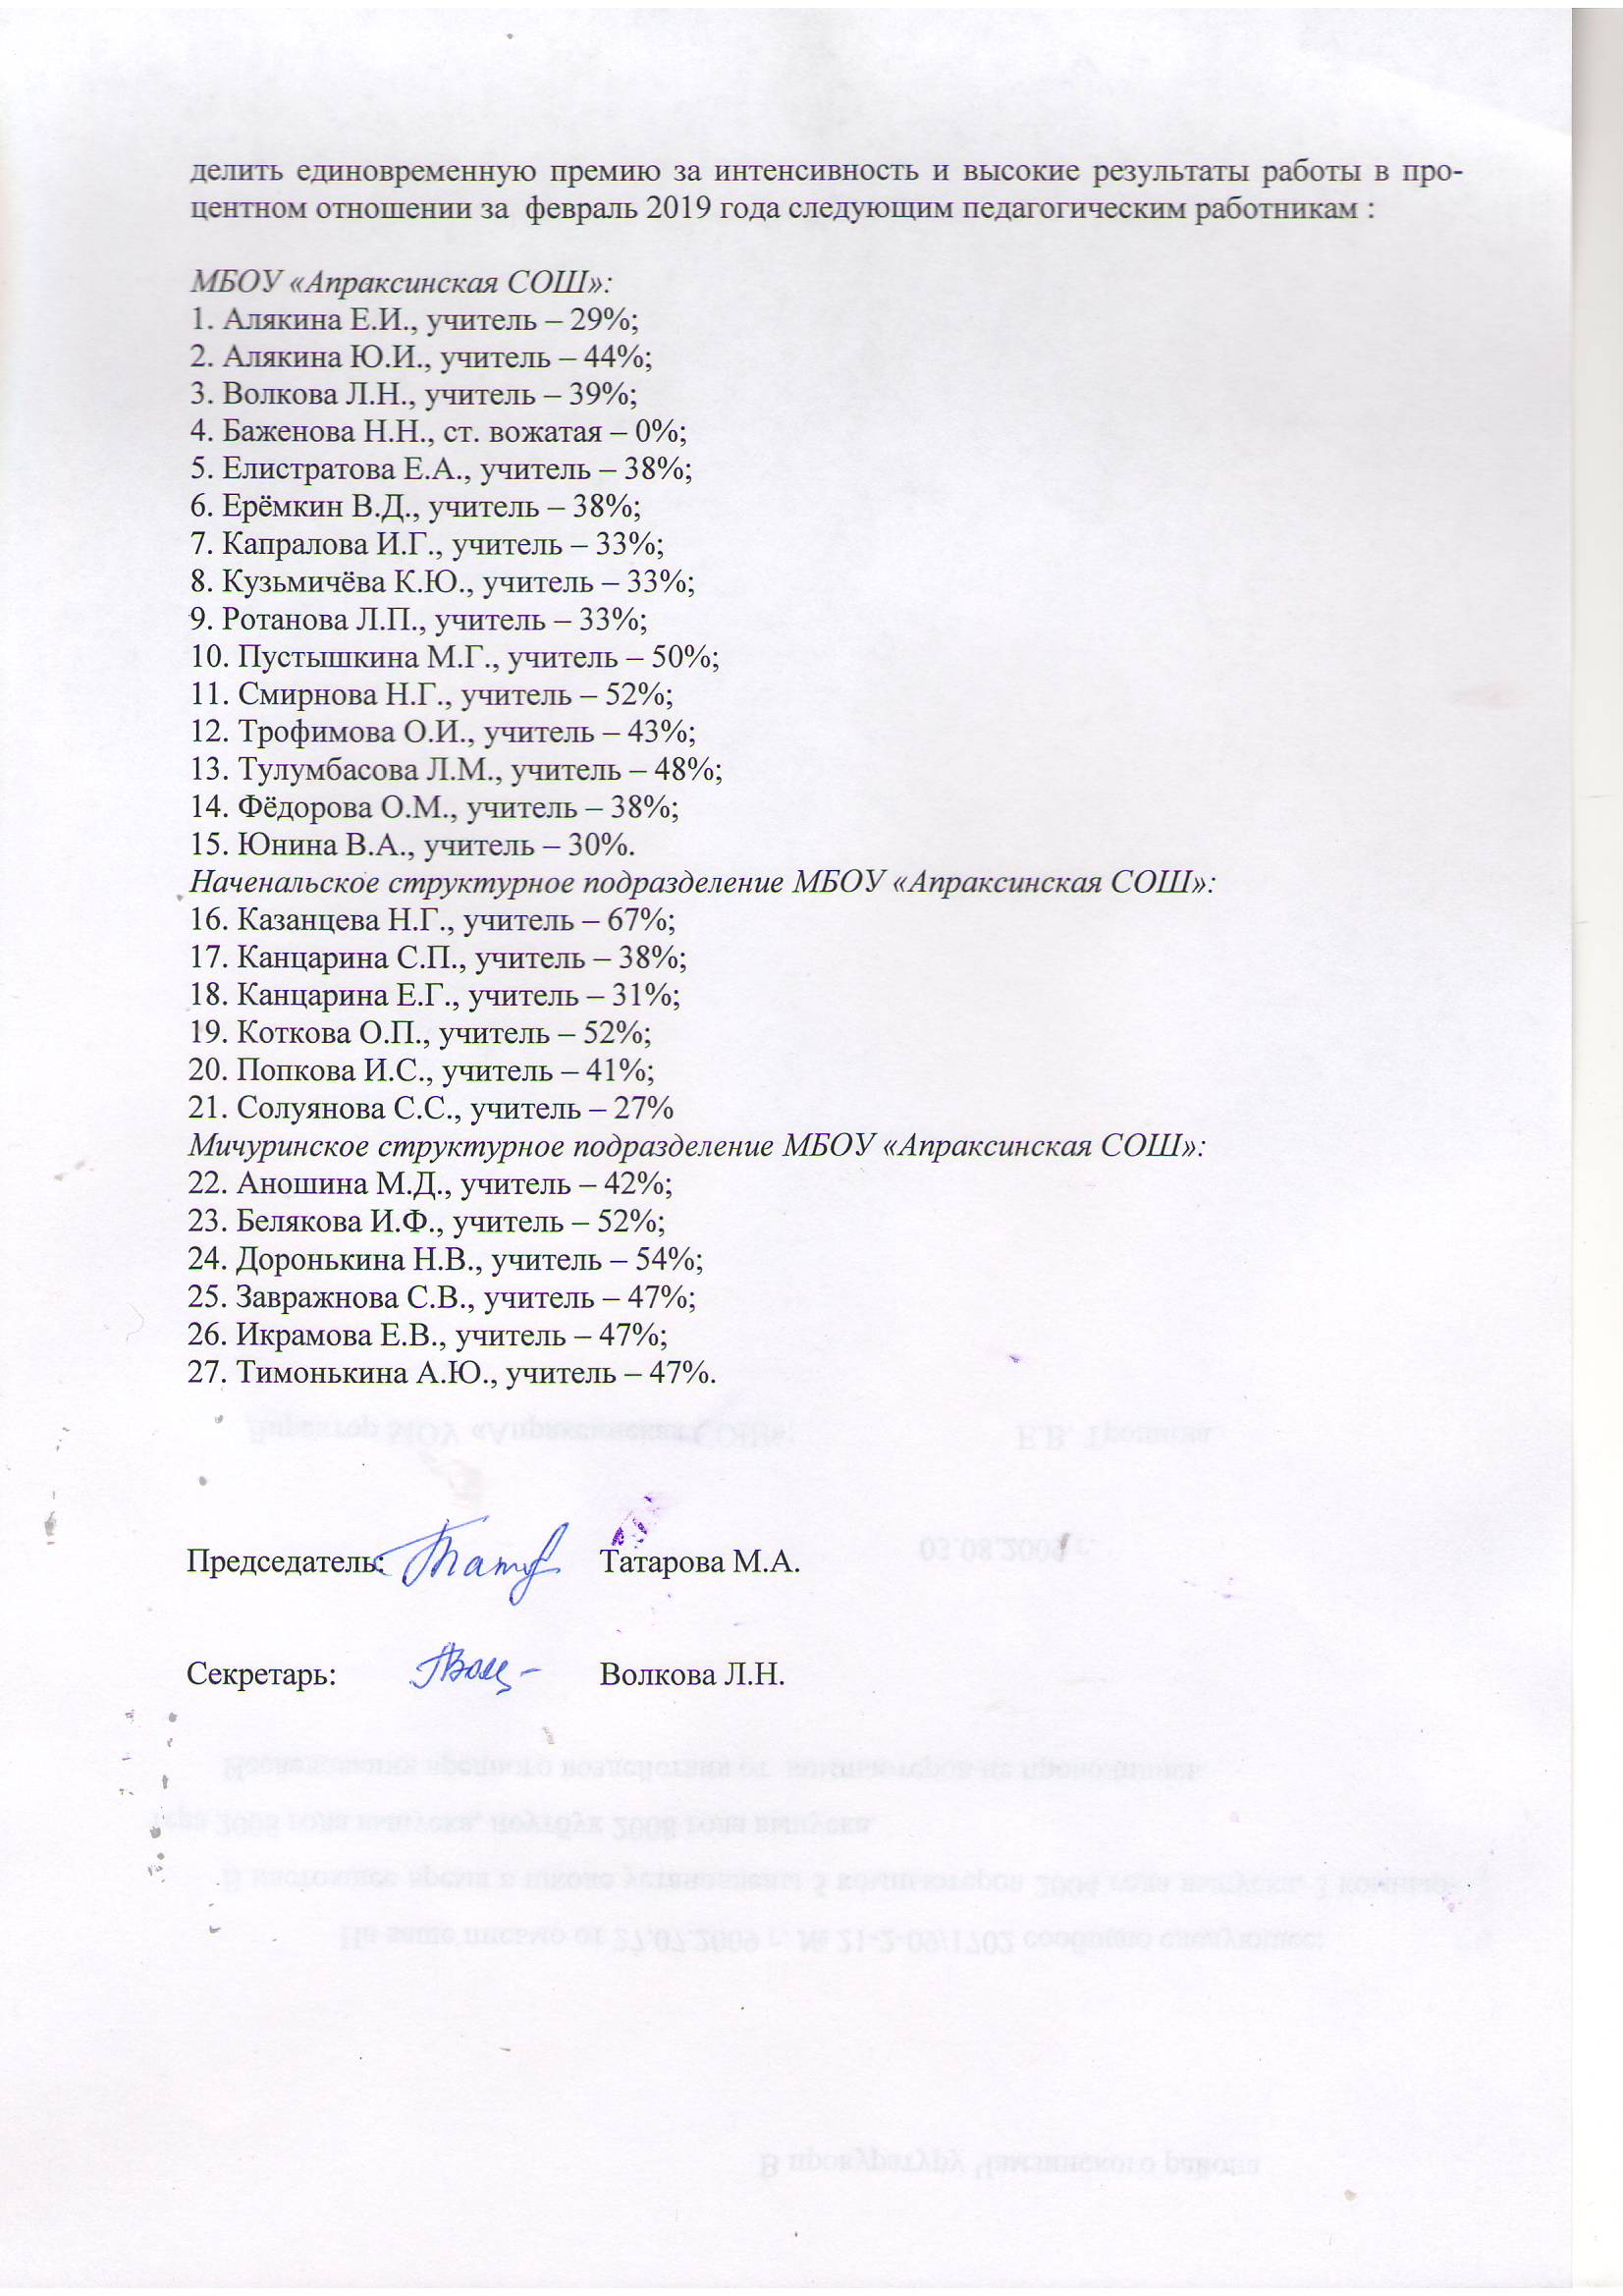 делить единовременную премию за интенсивность и высокие результаты работы в про-
центном отношении за февраль 2019 года следующим педагогическим работникам :
МБОУ «Апраксинская СОШ»:
1. Алякина Е.И., учитель – 29%;
2. Алякина Ю.И., учитель – 44%;
3. Волкова Л.Н., учитель – 39%;
4. Баженова Н.Н., ст. вожатая – 0%;
5. Елистратова Е.А., учитель – 38%;
6. Ерёмкин В.Д., учитель – 38%;
7. Капралова И.Г., учитель – 33%;
8. Кузьмичёва К.Ю., учитель – 33%;
9. Ротанова Л.П., учитель – 33%;
10. Пустышкина М.Г., учитель – 50%;
11. Смирнова Н.Г., учитель – 52%;
12. Трофимова О.И., учитель – 43%;
13. Тулумбасова Л.М., учитель – 48%;
14. Фёдорова О.М., учитель – 38%;
15. Юнина В.А., учитель – 30%.
Наченальское структурное подразделение МБОУ «Апраксинская СОШ»:
16. Казанцева Н.Г., учитель – 67%;
17. Канцарина С.П., учитель – 38%;
18. Канцарина Е.Г., учитель – 31%;
19. Коткова О.П., учитель – 52%;
20. Попкова И.С., учитель – 41%;
21. Солуянова С.С., учитель – 27%
Мичуринское структурное подразделение МБОУ «Апраксинская СОШ»:
22. Аношина М.Д., учитель – 42%;
23. Белякова И.Ф., учитель – 52%;
24. Доронькина Н.В., учитель – 54%;
25. Завражнова С.В., учитель – 47%;
26. Икрамова Е.В., учитель – 47%;
27. Тимонькина А.Ю., учитель – 47%.
Председатель: Татарова М.А.
Секретарь: Волкова Л.Н.